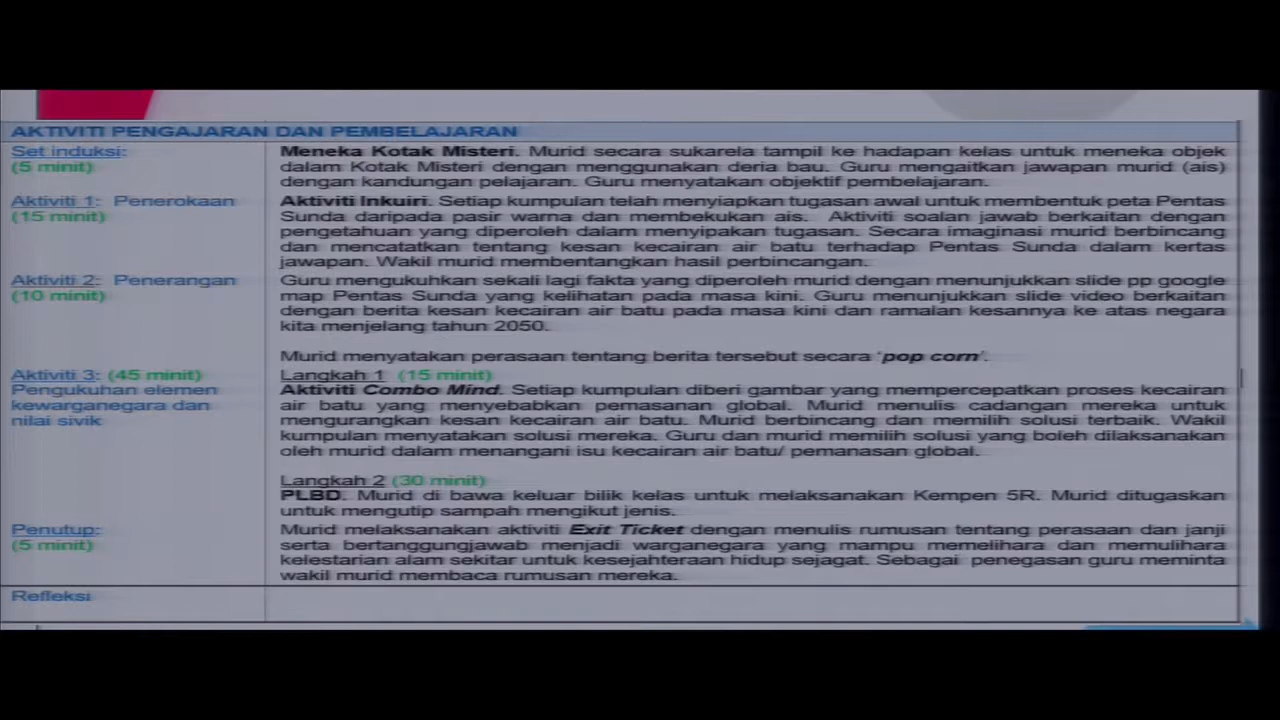 AKTIVITI PENGAJARAN DAN PEMBELAJARAN
Set induksi:
(5 minit)
Meneka Kotak Misteri. Murid secara sukarela tampil ke hadapan kelas untuk meneka objek
dalam Kotak Misteri dengan menggunakan deria bau. Guru mengaitkan jawapan murid (ais)
dengan kandungan pelajaran. Guru menyatakan objektif pembelajaran.
Aktiviti 1: Penerokaan
(15 minit)
Aktiviti Inkuiri. Setiap kumpulan telah menyiapkan tugasan awal untuk membentuk peta Pentas
Sunda daripada pasir warna dan membekukan ais. Aktiviti soalan jawab berkaitan dengan
pengetahuan yang diperoleh dalam menyipakan tugasan. Secara imaginasi murid berbincang
dan mencatatkan tentang kesan kecairan air batu terhadap Pentas Sunda dalam kertas
jawapan. Wakil murid membentangkan hasil perbincangan.
Aktiviti 2: Penerangan
(10 minit)
Guru mengukuhkan sekali lagi fakta yang diperoleh murid dengan menunjukkan slide pp google
map Pentas Sunda yang kelihatan pada masa kini. Guru menunjukkan slide video berkaitan
dengan berita kesan kecairan air batu pada masa kini dan ramalan kesannya ke atas negara
kita menjelang tahun 2050.
Murid menyatakan perasaan tentang berita tersebut secara 'pop corn'.
Aktiviti 3: (45 minit)
Pengukuhan elemen
kewarganegara dan
nilai sivik
Langkah 1 (15 minit)
Aktiviti Combo Mind. Setiap kumpulan diberi gambar yang mempercepatkan proses kecairan
air batu yang menyebabkan pemasanan global. Murid menulis cadangan mereka untuk
mengurangkan kesan kecairan air batu. Murid berbincang dan memilih solusi terbaik. Wakil
kumpulan menyatakan solusi mereka. Guru dan murid memilih solusi yang boleh dilaksanakan
oleh murid dalam menangani isu kecairan air batu/ pemanasan global.
Langkah 2 (30 minit)
PLBD. Murid di bawa keluar bilik kelas untuk melaksanakan Kempen 5R. Murid ditugaskan
untuk mengutip sampah mengikut jenis.
Penutup:
(5 minit)
Murid melaksanakan aktiviti Exit Ticket dengan menulis rumusan tentang perasaan dan janji
serta bertanggungjawab menjadi warganegara yang mampu memelihara dan memulihara
kelestarian alam sekitar untuk kesejahteraan hidup sejagat. Sebagai penegasan guru meminta
wakil murid membaca rumusan mereka.
Refleksi